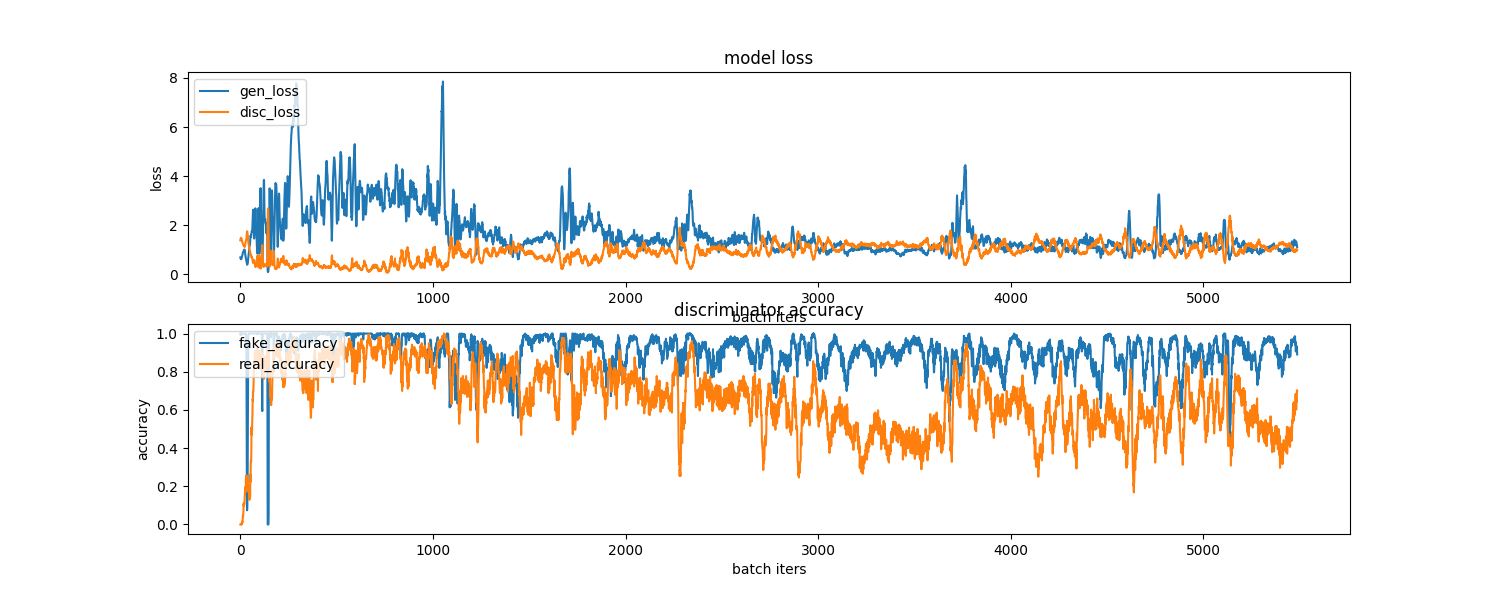 model loss
8
6
4
2
0
loss
gen_loss
disc_loss
0 1000 2000 3000 4000 5000
batch iters
discriminator accuracy
1.0
0.8
0.6
0.4
0.2
0.0
accuracy
fake_accuracy
real_accuracy
0 1000 2000 3000 4000 5000
batch iters